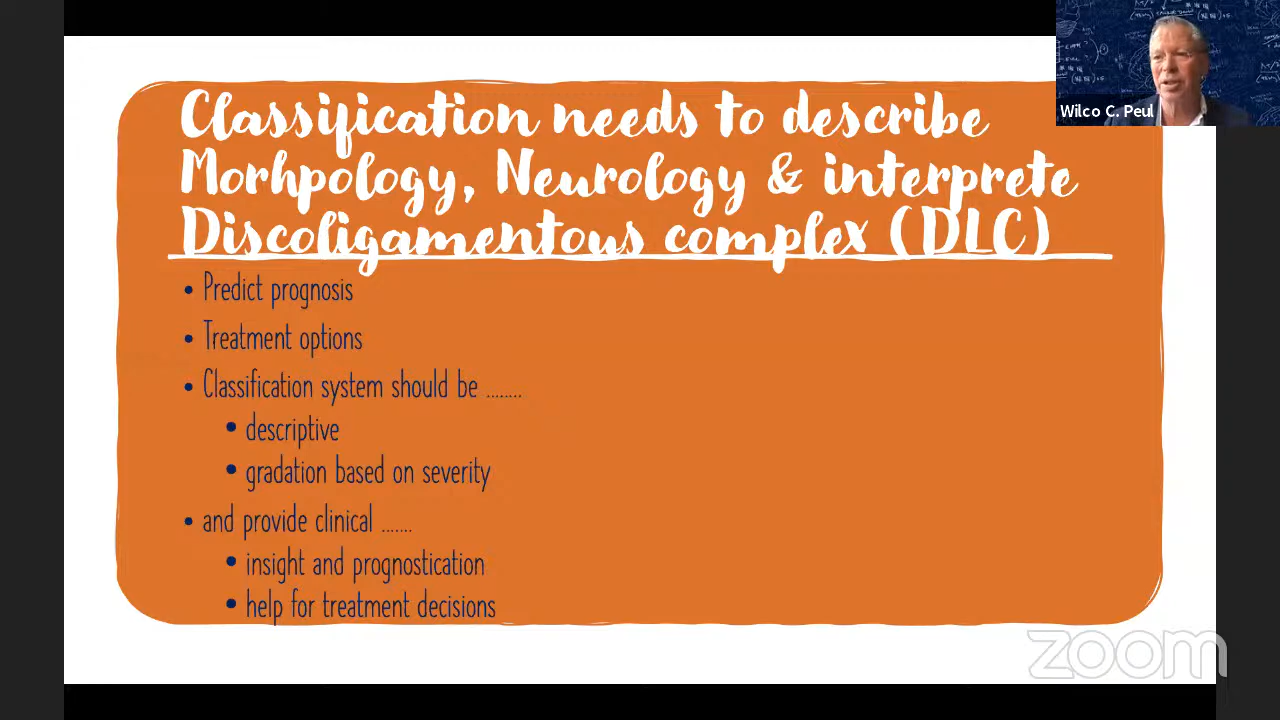 Classification needs to describe
Morhpology, Neurology & interprete
Discoligamentous complex (DLC)
Wilco C. Peul
• Predict prognosis
• Treatment options
• Classification system should be ........
• descriptive
• gradation based on severity
• and provide clinical .......
• insight and prognostication
• help for treatment decisions
zoom